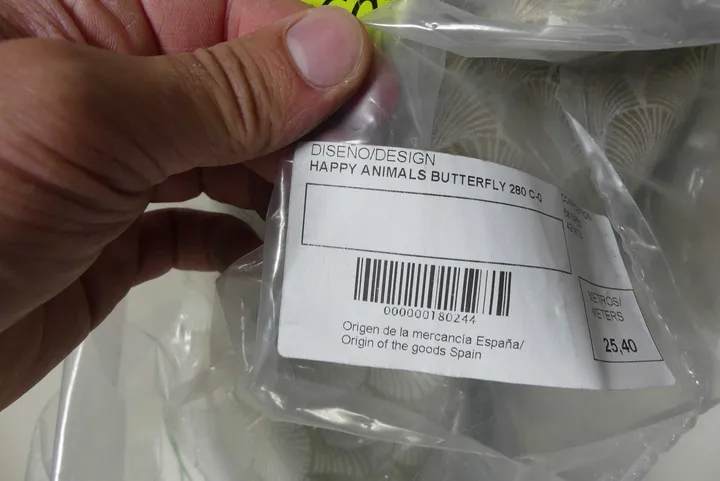 DISEÑO/DESIGN
HAPPY ANIMALS BUTTERFLY 280 C-0
000000180244
Origen de la mercancía España/
Origin of the goods Spain
METROS/
METERS
25,40